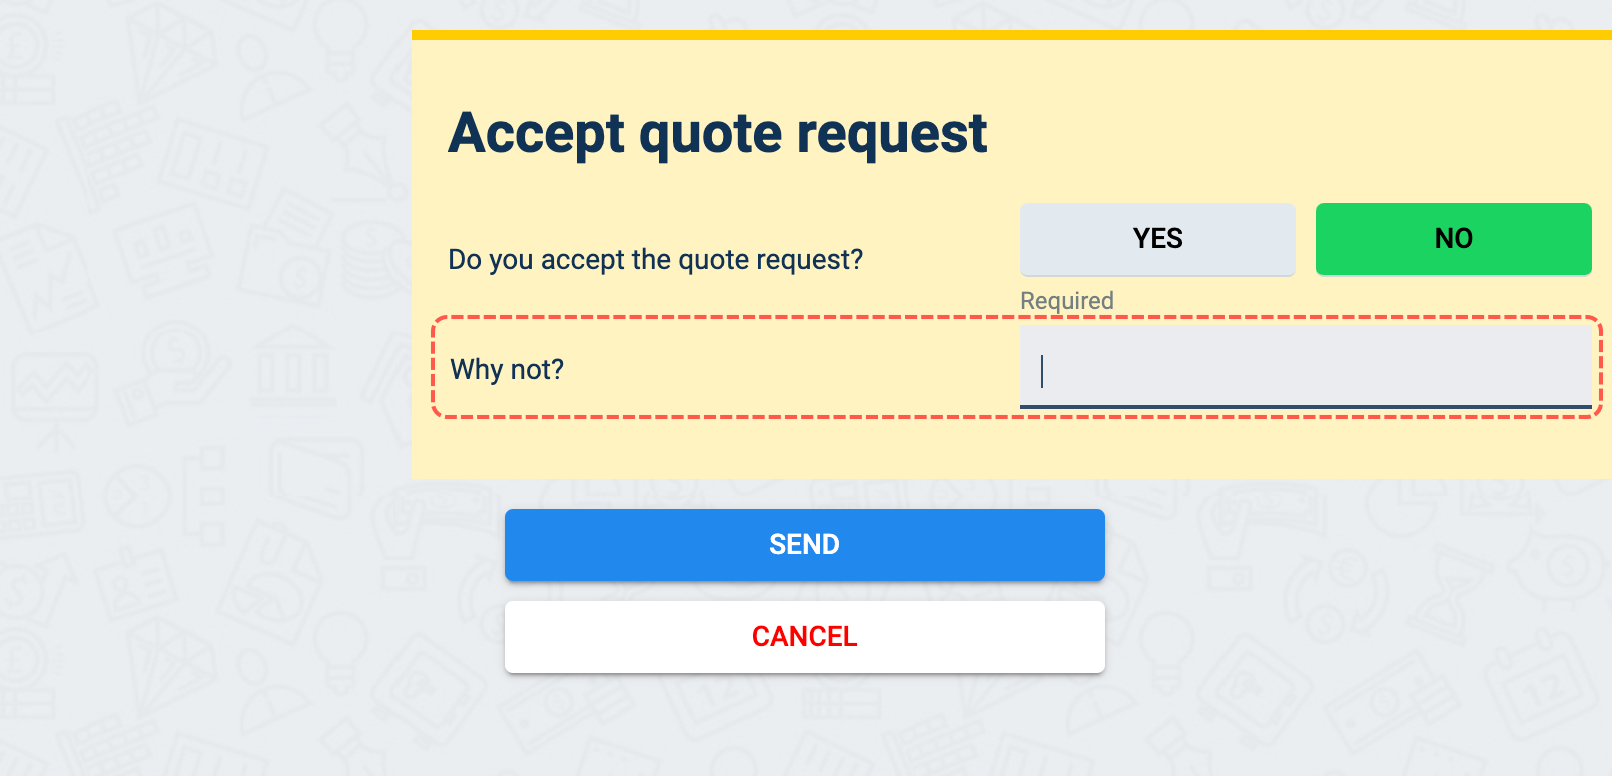 Accept quote request
Do you accept the quote request?
YES
NO
Required
Why not?
SEND
CANCEL